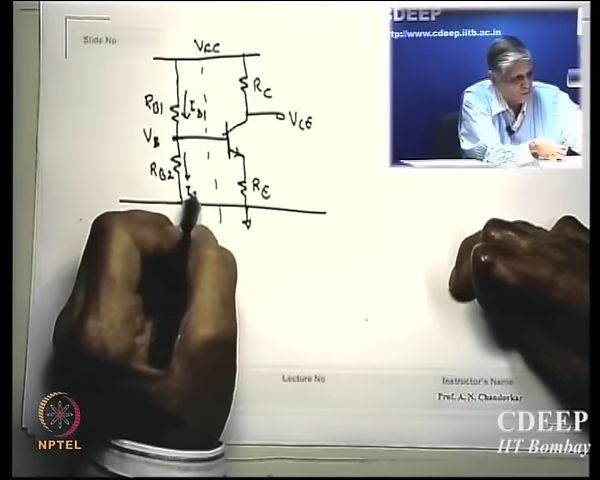 Slide No
VCC
RC
RB1
IB1
VCE
VB
RB2
RE
Lecture No
Instructor's Name
Prof. A. N. Chandorkar
CDEEP
http://www.cdeep.iitb.ac.in
NPTEL
CDEEP
IIT Bombay